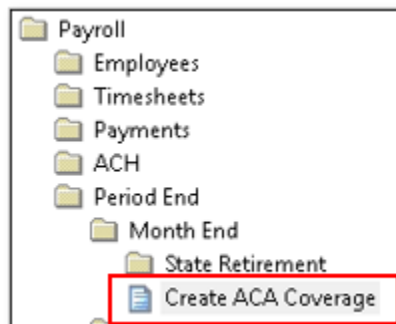 Payroll
Employees
Timesheets
Payments
ACH
Period End
Month End
State Retirement
Create ACA Coverage